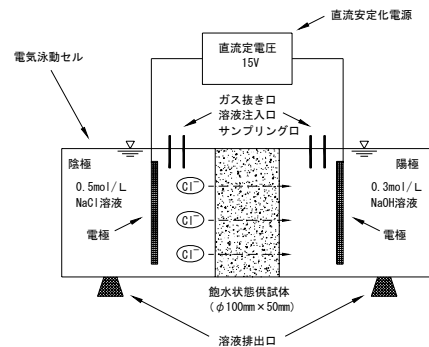 直流安定化電源
直流定電圧
15V
電気泳動セル
ガス抜き口
溶液注入口
サンプリング口
陰極
0.5mol/L
NaCl溶液
電極
Cl⁻
Cl⁻
Cl⁻
陽極
0.3mol/L
NaOH溶液
電極
飽水状態供試体
(φ100mm×50mm)
溶液排出口